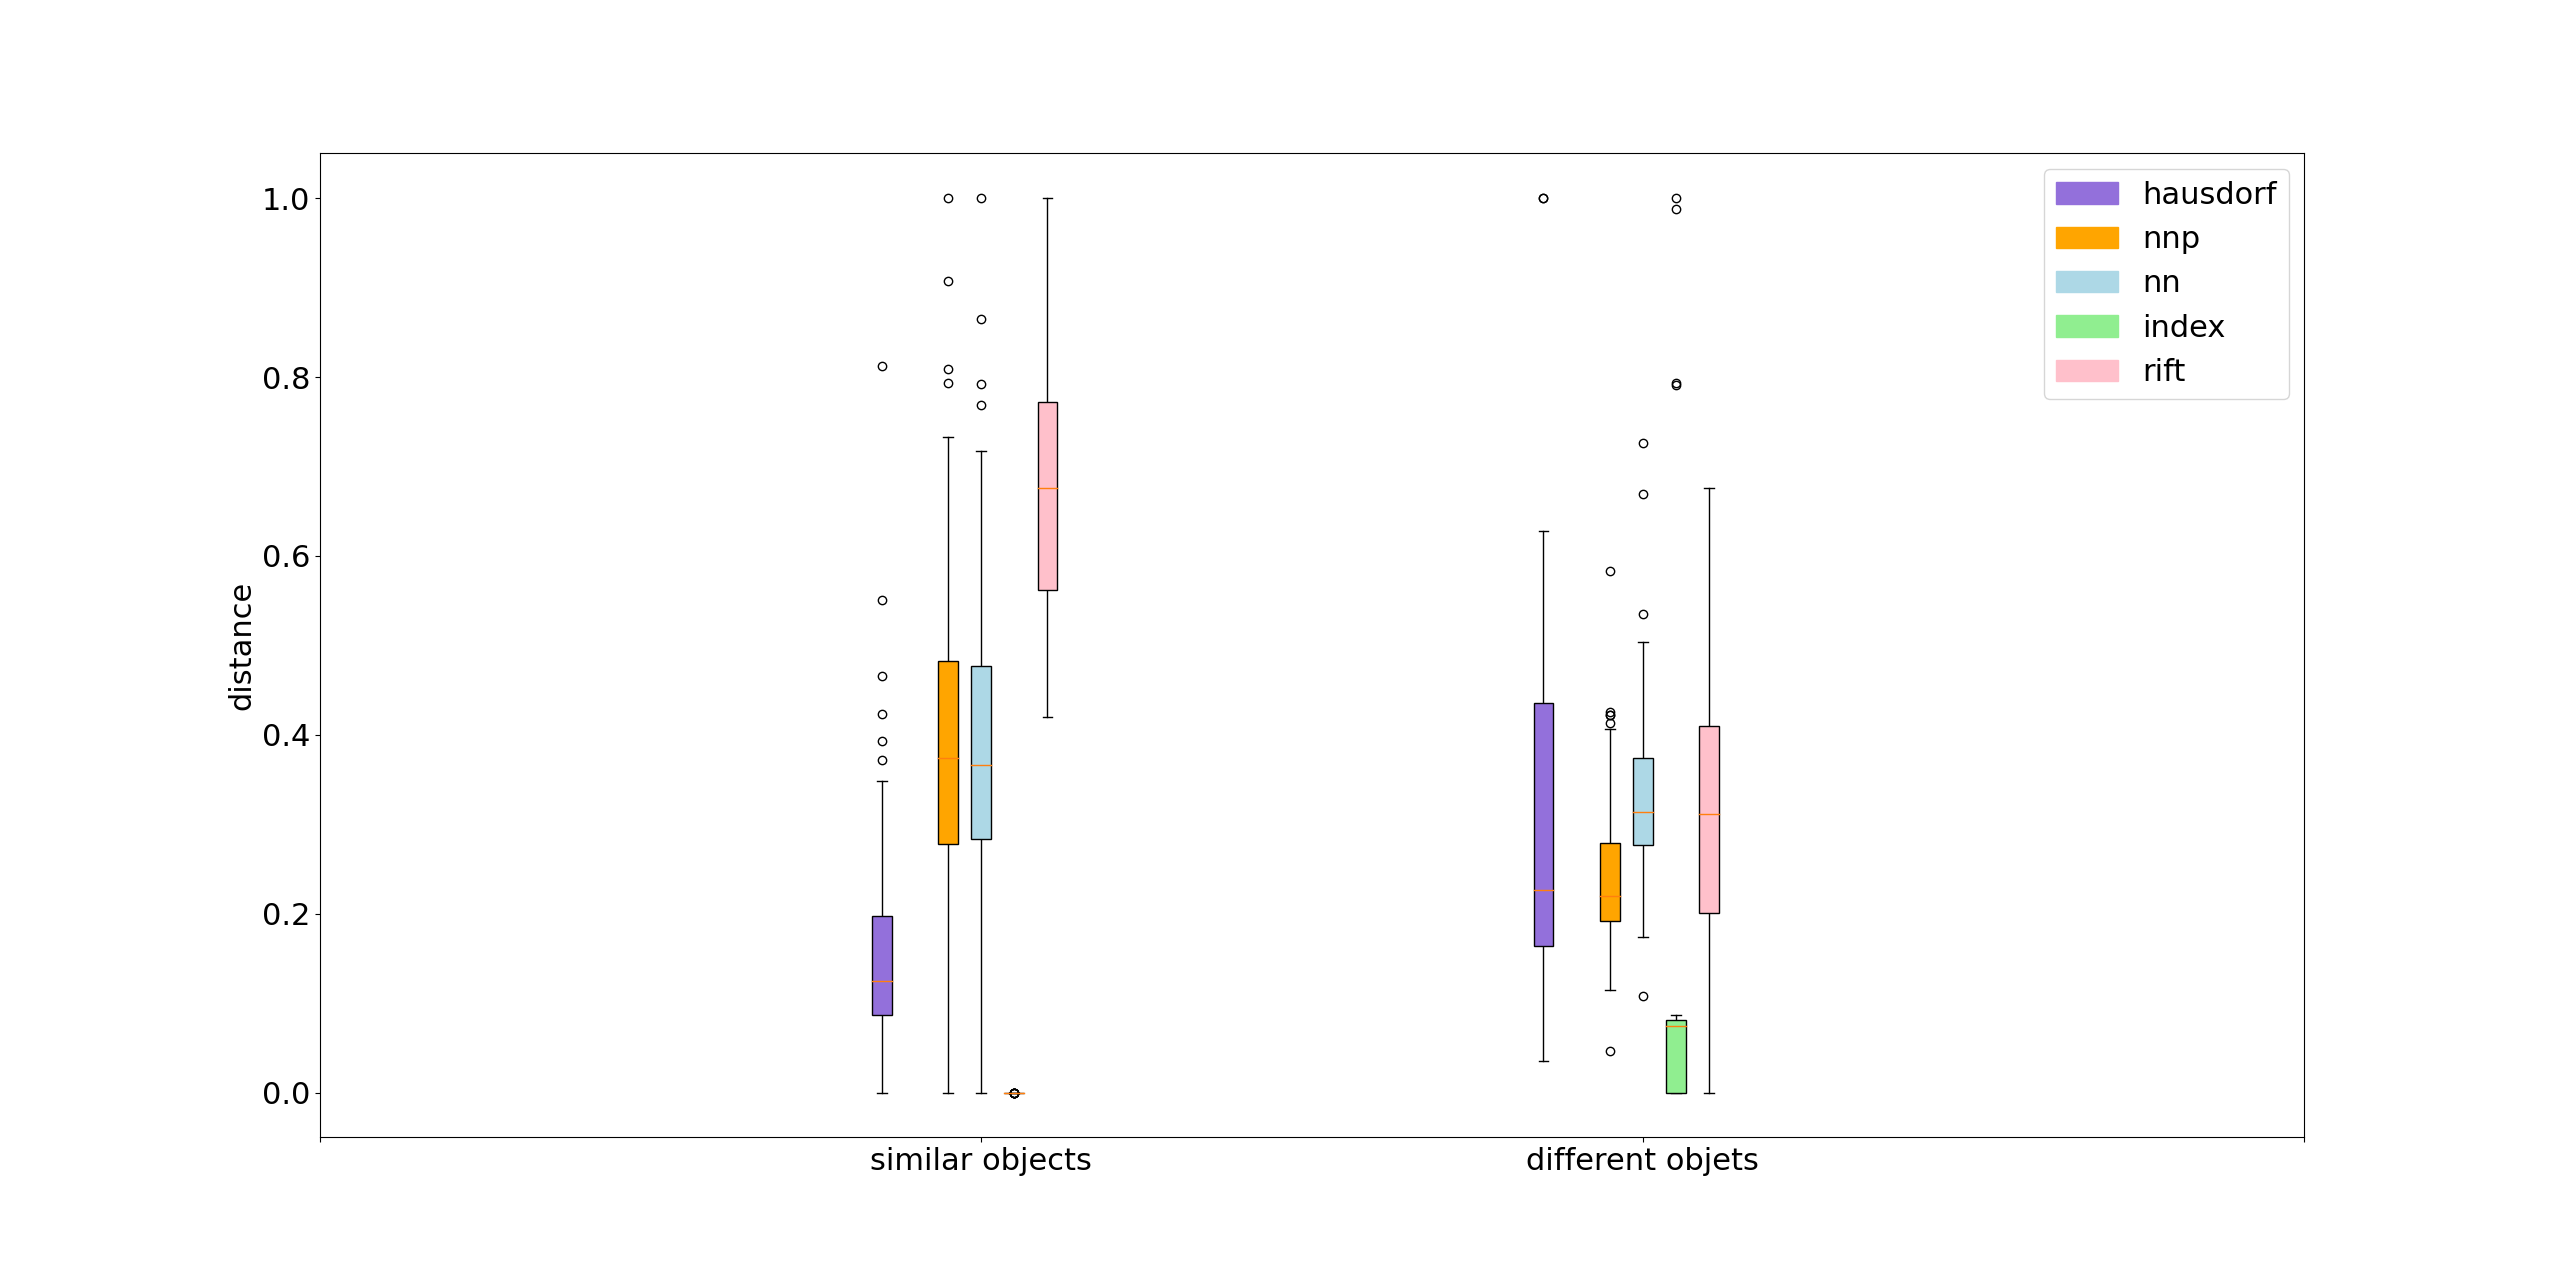 1.0
0.8
0.6
0.4
0.2
0.0
distance
similar objects
different objets
hausdorf
nnp
nn
index
rift